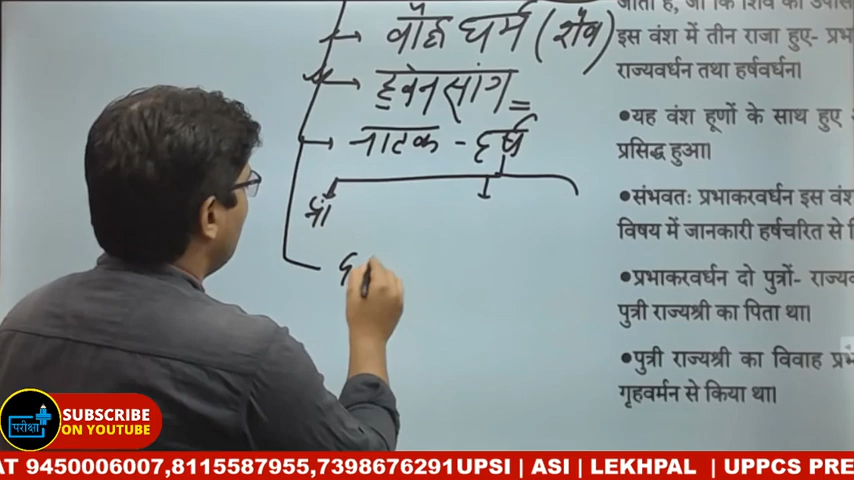 बौद्ध धर्म (शैव)
ह्वेनसांग
नाटक - हर्ष
जाता है, जो कि शिव का
इस वंश में तीन राजा हुए-
राज्यवर्धन तथा हर्षवर्धन।
•यह वंश हूणों के साथ हुए
प्रसिद्ध हुआ।
•संभवतः प्रभाकरवर्धन इस वंश
विषय में जानकारी हर्षचरित से
•प्रभाकरवर्धन दो पुत्रों-
पुत्री राज्यश्री का पिता था।
•पुत्री राज्यश्री का विवाह
गृहवर्मन से किया था।
परीक्षा
SUBSCRIBE
ON YOUTUBE
AT 9450006007,8115587955,7398676291UPSI | ASI | LEKHPAL | UPPCS PRE